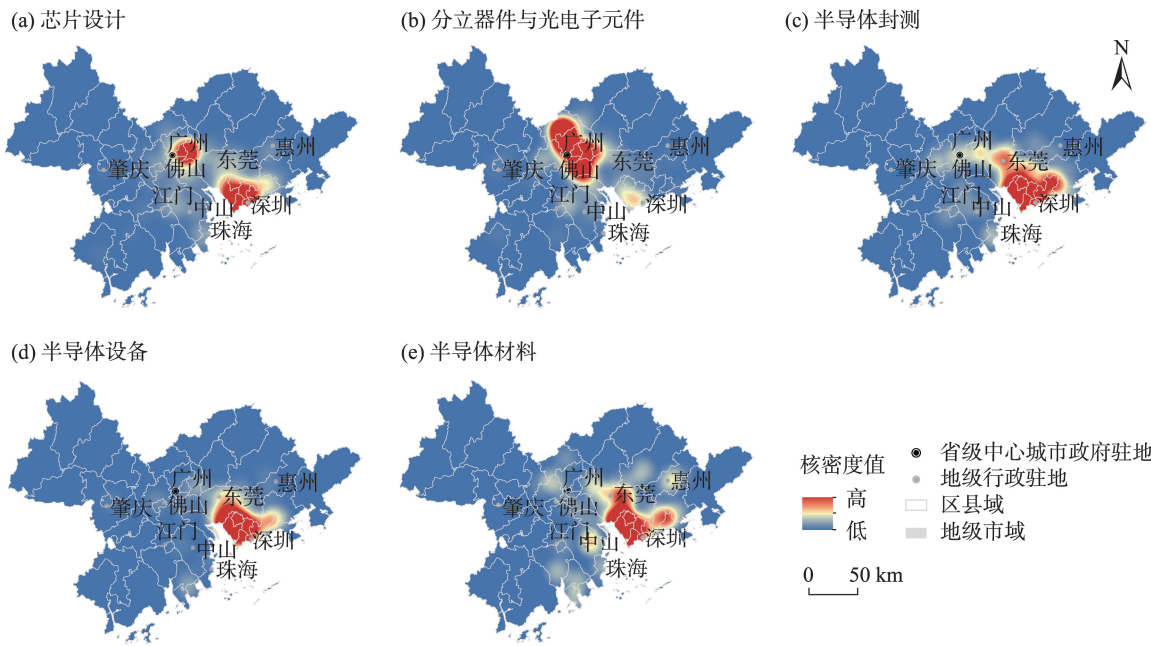 (a) 芯片设计
(b) 分立器件与光电子元件
(c) 半导体封测
N
广州
惠州
东莞
肇庆
佛山
江门
中山
深圳
珠海
广州
惠州
东莞
肇庆
佛山
江门
中山
深圳
珠海
广州
惠州
东莞
肇庆
佛山
江门
中山
深圳
珠海
(d) 半导体设备
(e) 半导体材料
广州
惠州
东莞
肇庆
佛山
江门
中山
深圳
珠海
广州
惠州
东莞
肇庆
佛山
江门
中山
深圳
珠海
核密度值
高
低
省级中心城市政府驻地
地级行政驻地
区县域
地级市域
0 50 km